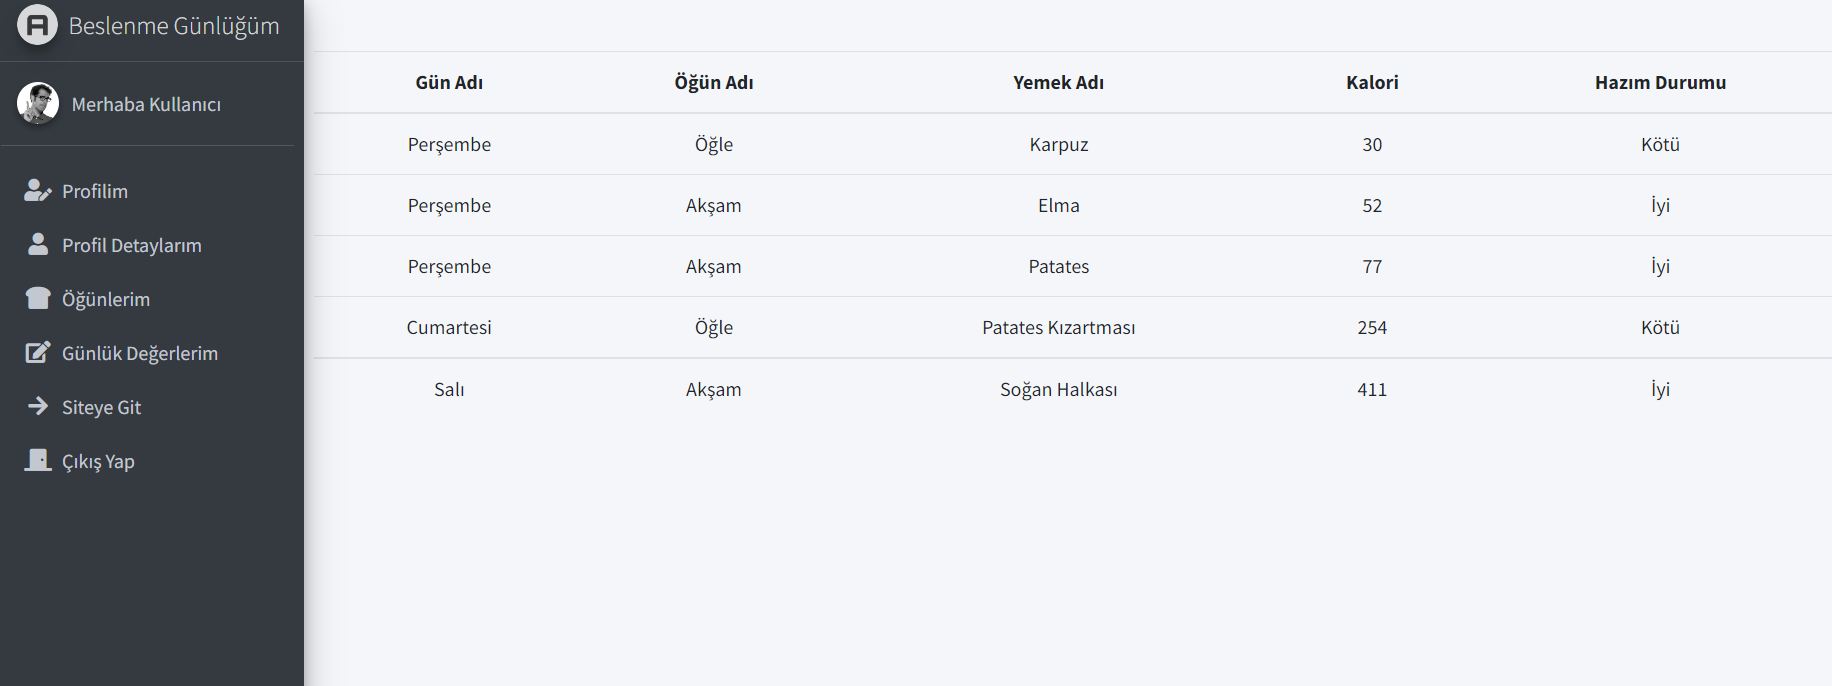 Beslenme Günlüğüm
Merhaba Kullanıcı
Profilim
Profil Detaylarım
Öğünlerim
Günlük Değerlerim
Siteye Git
Çıkış Yap
Gün Adı Öğün Adı Yemek Adı Kalori Hazım Durumu
Perşembe Öğle Karpuz 30 Kötü
Perşembe Akşam Elma 52 İyi
Perşembe Akşam Patates 77 İyi
Cumartesi Öğle Patates Kızartması 254 Kötü
Salı Akşam Soğan Halkası 411 İyi